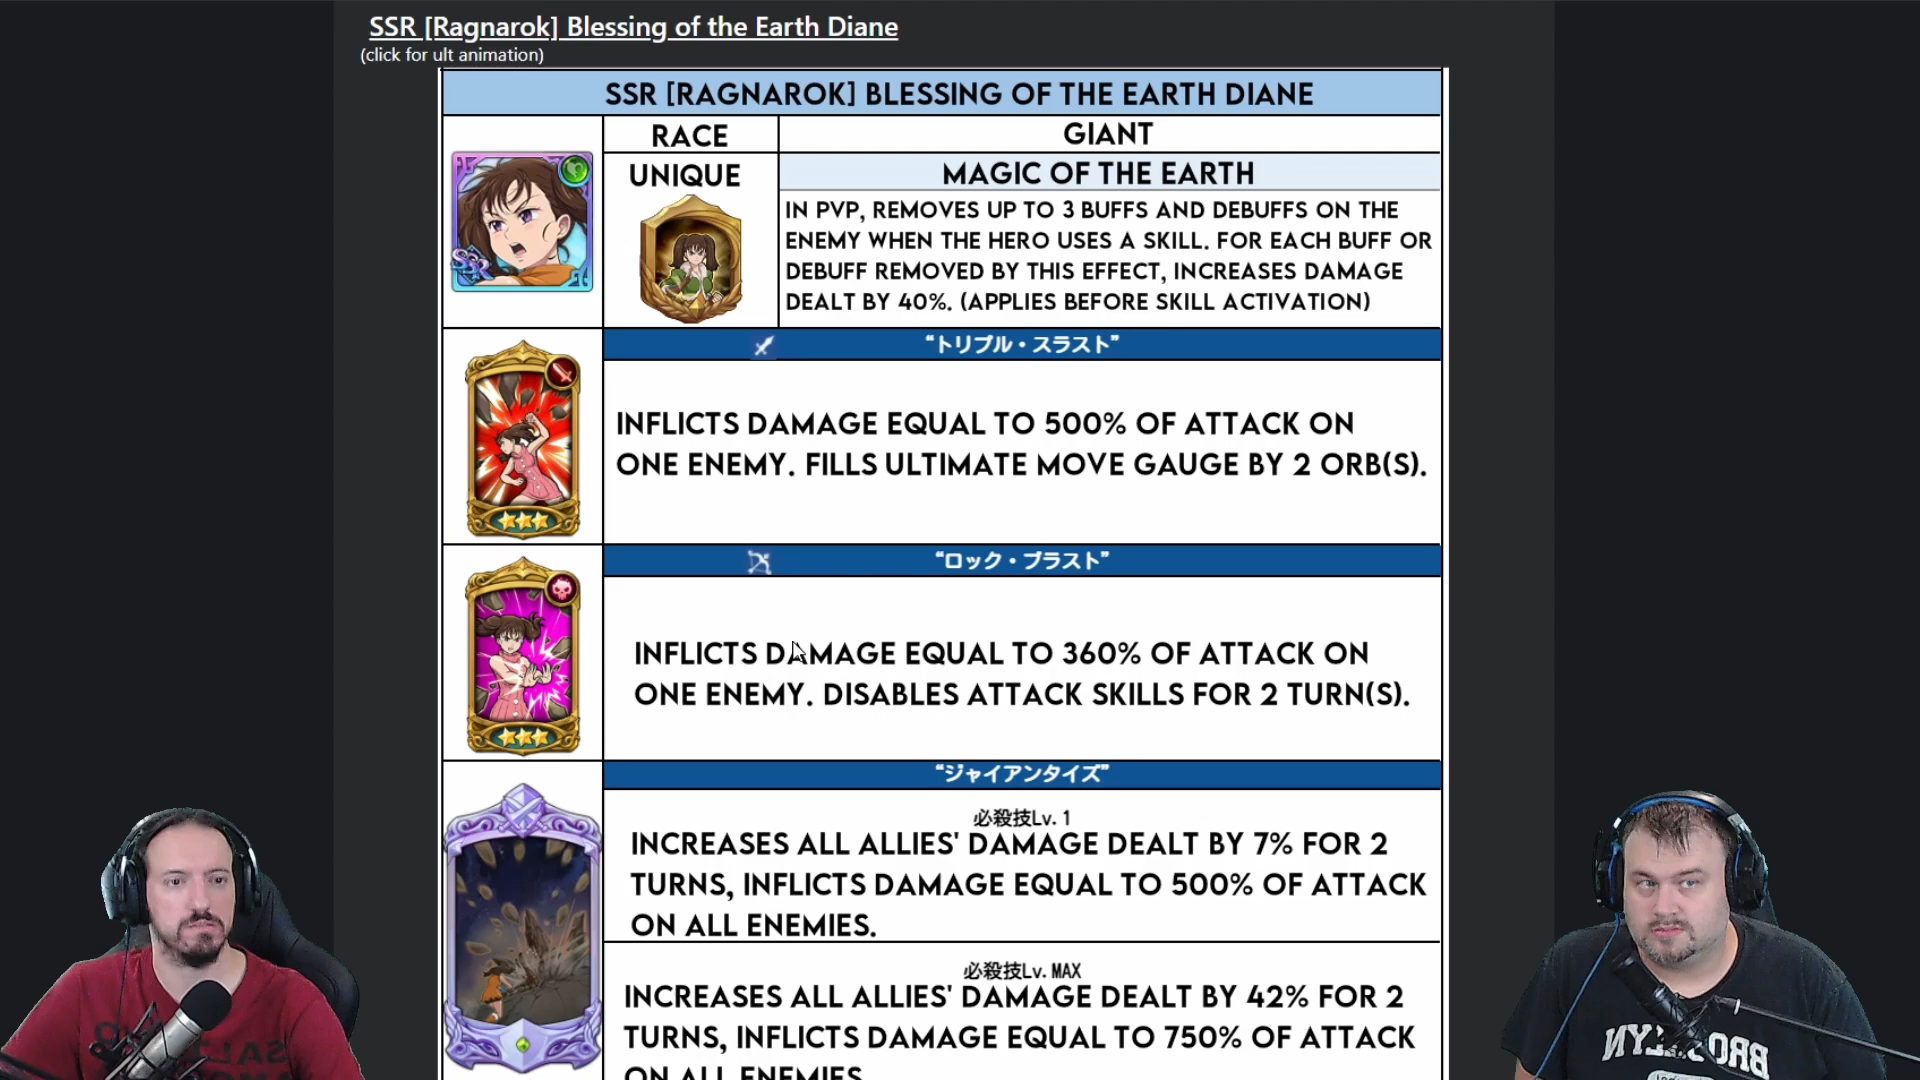 SSR [Ragnarok] Blessing of the Earth Diane
(click for ult animation)
SSR [RAGNAROK] BLESSING OF THE EARTH DIANE
RACE
GIANT
UNIQUE
MAGIC OF THE EARTH
IN PVP, REMOVES UP TO 3 BUFFS AND DEBUFFS ON THE
ENEMY WHEN THE HERO USES A SKILL. FOR EACH BUFF OR
DEBUFF REMOVED BY THIS EFFECT, INCREASES DAMAGE
DEALT BY 40%. (APPLIES BEFORE SKILL ACTIVATION)
SSR
“トリプル・スラスト”
INFLICTS DAMAGE EQUAL TO 500% OF ATTACK ON
ONE ENEMY. FILLS ULTIMATE MOVE GAUGE BY 2 ORB(S).
“ロック・ブラスト”
INFLICTS DAMAGE EQUAL TO 360% OF ATTACK ON
ONE ENEMY. DISABLES ATTACK SKILLS FOR 2 TURN(S).
“ジャイアンタイズ”
必殺技Lv. 1
INCREASES ALL ALLIES' DAMAGE DEALT BY 7% FOR 2
TURNS, INFLICTS DAMAGE EQUAL TO 500% OF ATTACK
ON ALL ENEMIES.
必殺技Lv. MAX
INCREASES ALL ALLIES' DAMAGE DEALT BY 42% FOR 2
TURNS, INFLICTS DAMAGE EQUAL TO 750% OF ATTACK
ON ALL ENEMIES